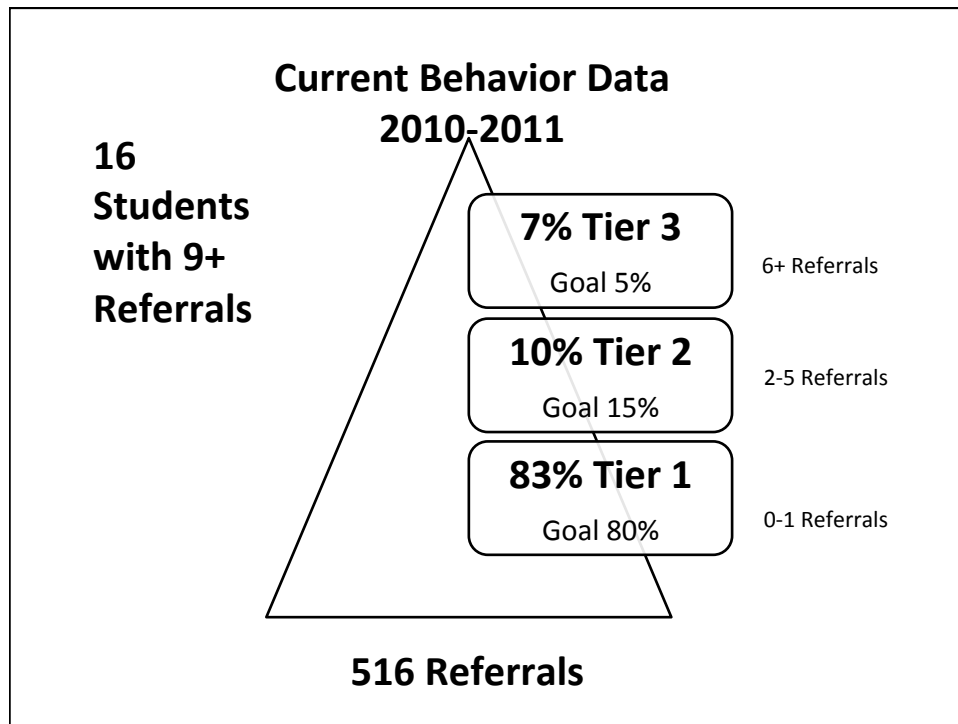 Current Behavior Data
2010-2011
16
Students
with 9+
Referrals
7% Tier 3
Goal 5%
6+ Referrals
10% Tier 2
Goal 15%
2-5 Referrals
83% Tier 1
Goal 80%
0-1 Referrals
516 Referrals